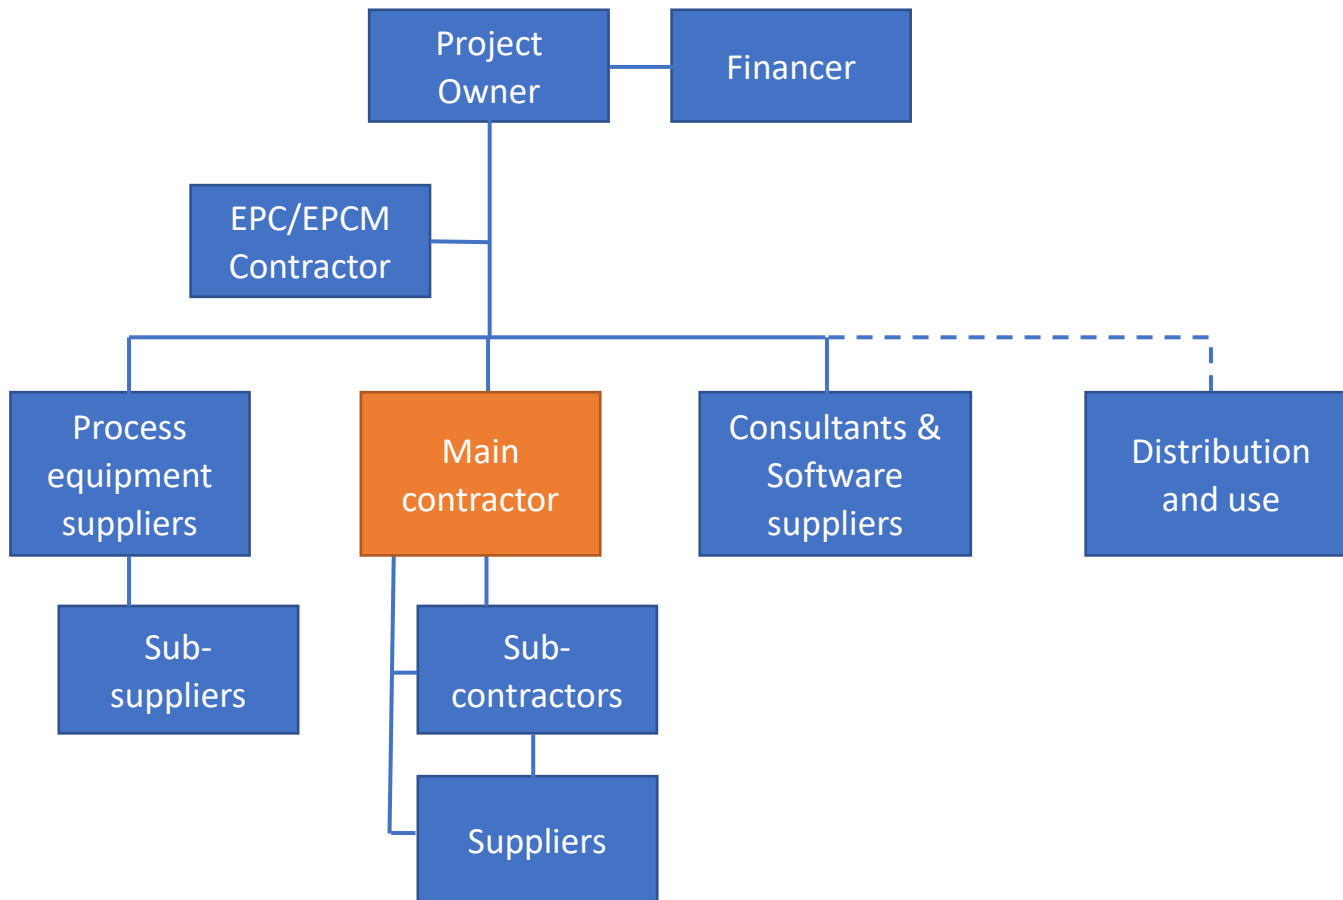 Project
Owner
Financer
EPC/EPCM
Contractor
Process
equipment
suppliers
Main
contractor
Consultants &
Software
suppliers
Distribution
and use
Sub-
suppliers
Sub-
contractors
Suppliers